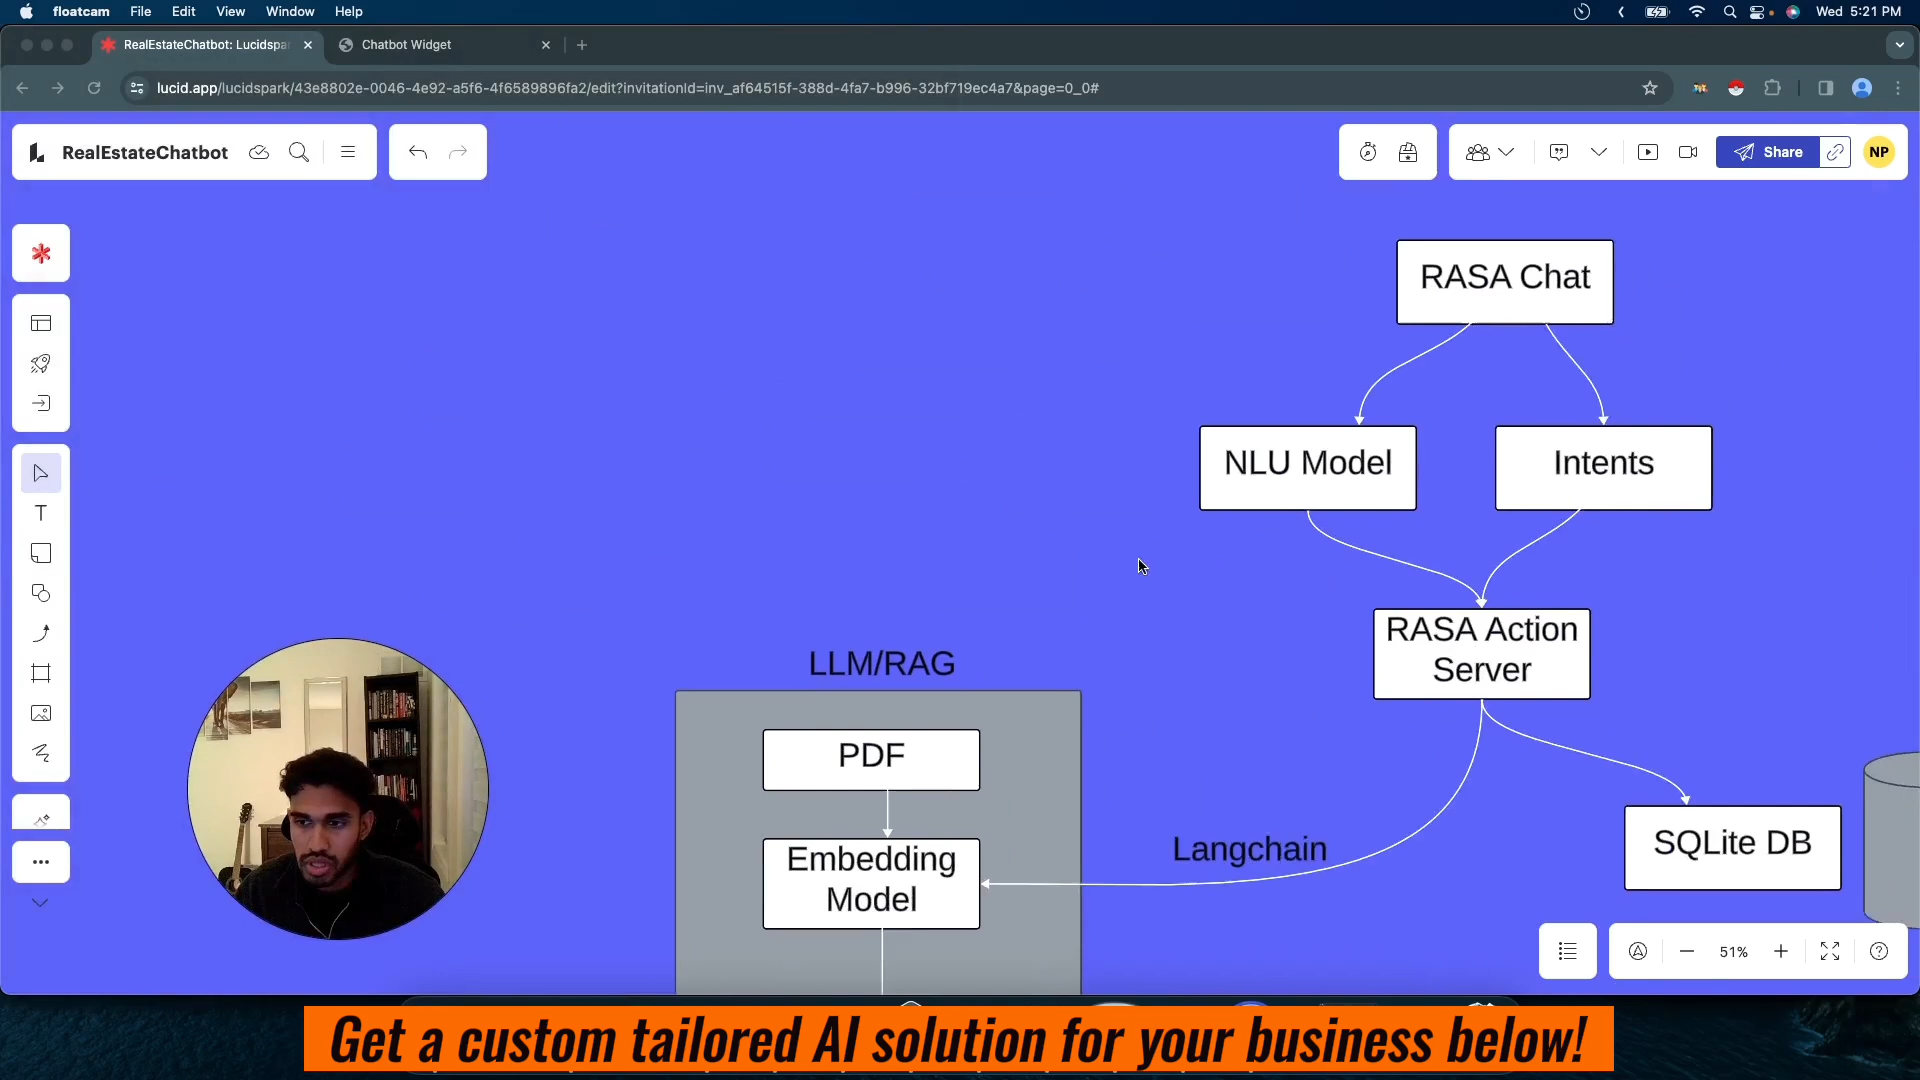 floatcam File Edit View Window Help
Wed 5:21 PM
RealEstateChatbot: Lucidspa
Chatbot Widget
lucid.app/lucidspark/43e8802e-0046-4e92-a5f6-4f6589896fa2/edit?invitationId=inv_af64515f-388d-4fa7-b996-32bf719ec4a7&page=0_0#
RealEstateChatbot
Share
NP
RASA Chat
NLU Model
Intents
RASA Action
Server
LLM/RAG
PDF
Embedding
Model
Langchain
SQLite DB
51%
Get a custom tailored AI solution for your business below!